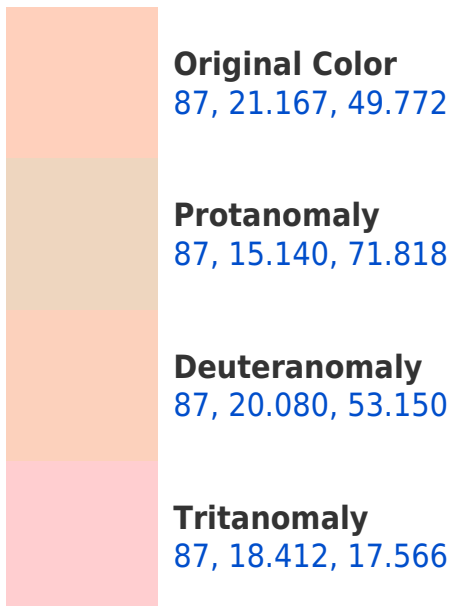 Original Color
87, 21.167, 49.772
Protanomaly
87, 15.140, 71.818
Deuteranomaly
87, 20.080, 53.150
Tritanomaly
87, 18.412, 17.566